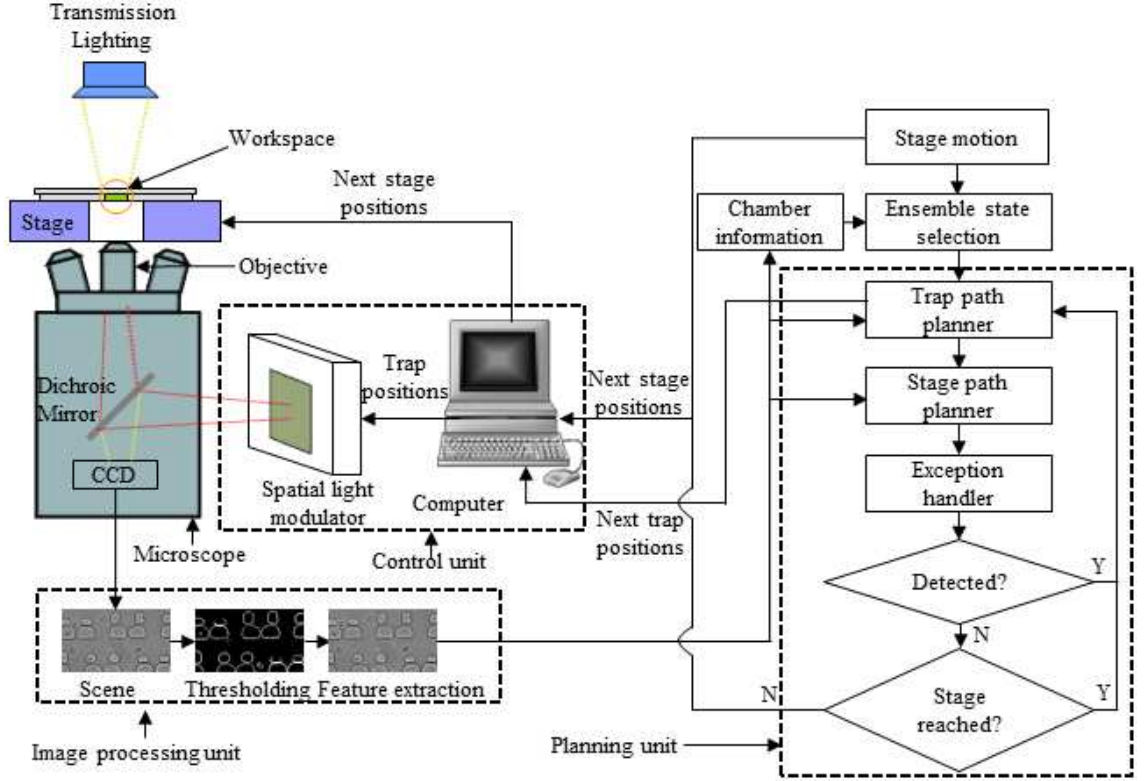 Transmission
Lighting
Workspace
Next stage
positions
Stage
Objective
Dichroic
Mirror
CCD
Microscope
Trap
positions
Spatial light
modulator
Computer
Control unit
Next stage
positions
Next trap
positions
Scene
Thresholding
Feature extraction
Image processing unit
Stage motion
Chamber
information
Ensemble state
selection
Trap path
planner
Stage path
planner
Exception
handler
Detected?
Y
N
Stage
reached?
Y
N
Planning unit